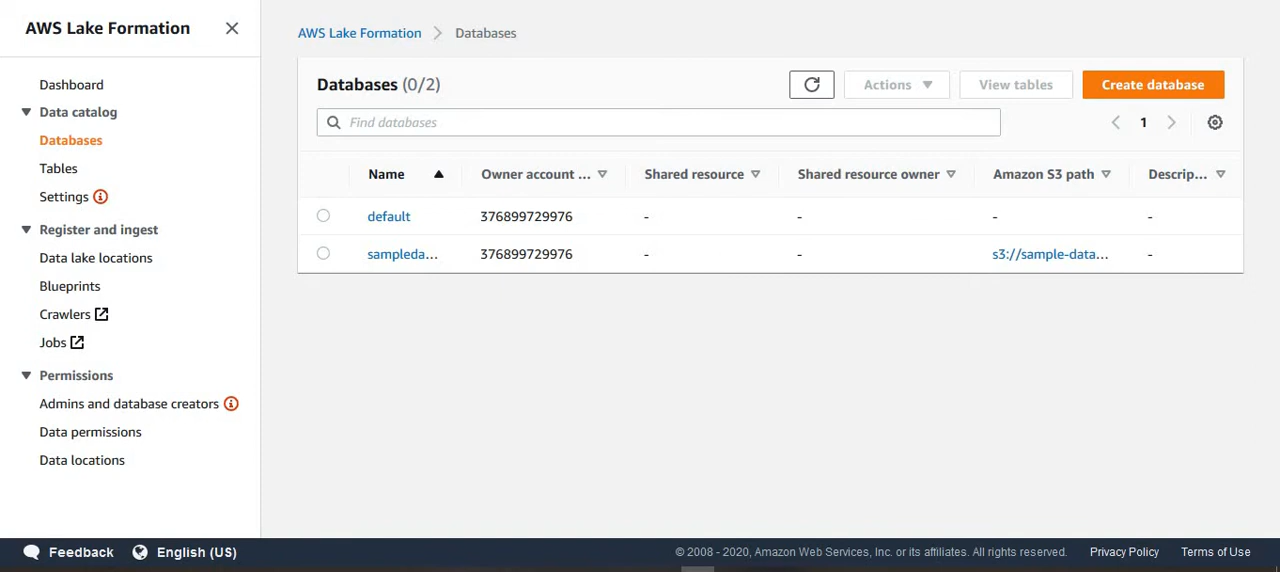 AWS Lake Formation
Dashboard
Data catalog
Databases
Tables
Settings
Register and ingest
Data lake locations
Blueprints
Crawlers
Jobs
Permissions
Admins and database creators
Data permissions
Data locations
AWS Lake Formation > Databases
Databases (0/2)
Actions
View tables
Create database
Find databases
1
Name Owner account ... Shared resource Shared resource owner Amazon S3 path Descrip...
default 376899729976 - - - -
sampleda... 376899729976 - - s3://sample-data... -
Feedback English (US) © 2008 - 2020, Amazon Web Services, Inc. or its affiliates. All rights reserved. Privacy Policy Terms of Use